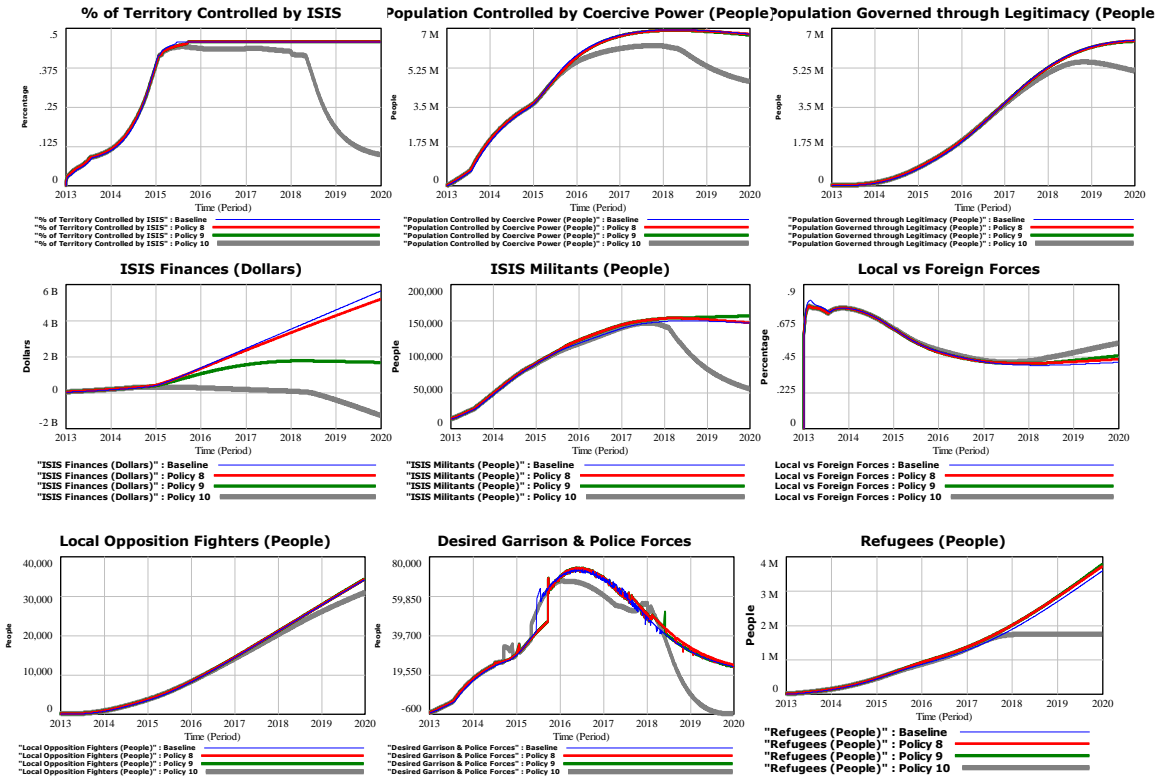 % of Territory Controlled by ISIS
.5
.375
.25
.125
0
Percentage
2013 2014 2015 2016 2017 2018 2019 2020
Time (Period)
"% of Territory Controlled by ISIS" : Baseline
"% of Territory Controlled by ISIS" : Policy 8
"% of Territory Controlled by ISIS" : Policy 9
"% of Territory Controlled by ISIS" : Policy 10
Population Controlled by Coercive Power (People)
7 M
5.25 M
3.5 M
1.75 M
0
People
2013 2014 2015 2016 2017 2018 2019 2020
Time (Period)
"Population Controlled by Coercive Power (People)" : Baseline
"Population Controlled by Coercive Power (People)" : Policy 8
"Population Controlled by Coercive Power (People)" : Policy 9
"Population Controlled by Coercive Power (People)" : Policy 10
Population Governed through Legitimacy (People
7 M
5.25 M
3.5 M
1.75 M
0
People
2013 2014 2015 2016 2017 2018 2019 2020
Time (Period)
"Population Governed through Legitimacy (People)" : Baseline
"Population Governed through Legitimacy (People)" : Policy 8
"Population Governed through Legitimacy (People)" : Policy 9
"Population Governed through Legitimacy (People)" : Policy 10
ISIS Finances (Dollars)
6 B
4 B
2 B
0
-2 B
Dollars
2013 2014 2015 2016 2017 2018 2019 2020
Time (Period)
"ISIS Finances (Dollars)" : Baseline
"ISIS Finances (Dollars)" : Policy 8
"ISIS Finances (Dollars)" : Policy 9
"ISIS Finances (Dollars)" : Policy 10
ISIS Militants (People)
200,000
150,000
100,000
50,000
0
People
2013 2014 2015 2016 2017 2018 2019 2020
Time (Period)
"ISIS Militants (People)" : Baseline
"ISIS Militants (People)" : Policy 8
"ISIS Militants (People)" : Policy 9
"ISIS Militants (People)" : Policy 10
Local vs Foreign Forces
.9
.675
.45
.225
0
Percentage
2013 2014 2015 2016 2017 2018 2019 2020
Time (Period)
Local vs Foreign Forces : Baseline
Local vs Foreign Forces : Policy 8
Local vs Foreign Forces : Policy 9
Local vs Foreign Forces : Policy 10
Local Opposition Fighters (People)
40,000
30,000
20,000
10,000
0
People
2013 2014 2015 2016 2017 2018 2019 2020
Time (Period)
"Local Opposition Fighters (People)" : Baseline
"Local Opposition Fighters (People)" : Policy 8
"Local Opposition Fighters (People)" : Policy 9
"Local Opposition Fighters (People)" : Policy 10
Desired Garrison & Police Forces
80,000
59,850
39,700
19,550
-600
People
2013 2014 2015 2016 2017 2018 2019 2020
Time (Period)
"Desired Garrison & Police Forces" : Baseline
"Desired Garrison & Police Forces" : Policy 8
"Desired Garrison & Police Forces" : Policy 9
"Desired Garrison & Police Forces" : Policy 10
Refugees (People)
4 M
3 M
2 M
1 M
0
People
2013 2014 2015 2016 2017 2018 2019 2020
Time (Period)
"Refugees (People)" : Baseline
"Refugees (People)" : Policy 8
"Refugees (People)" : Policy 9
"Refugees (People)" : Policy 10